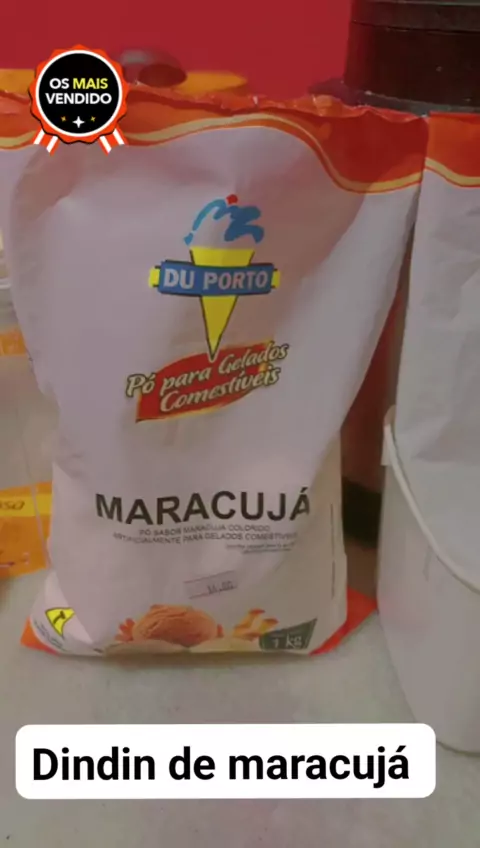 OS MAIS
VENDIDO
DU PORTO
Pó para Gelados
Comestíveis
MARACUJÁ
PÓ SABOR MARACUJÁ COLORIDO
ARTIFICIALMENTE PARA GELADOS COMESTÍVEIS
1 kg
Dindin de maracujá